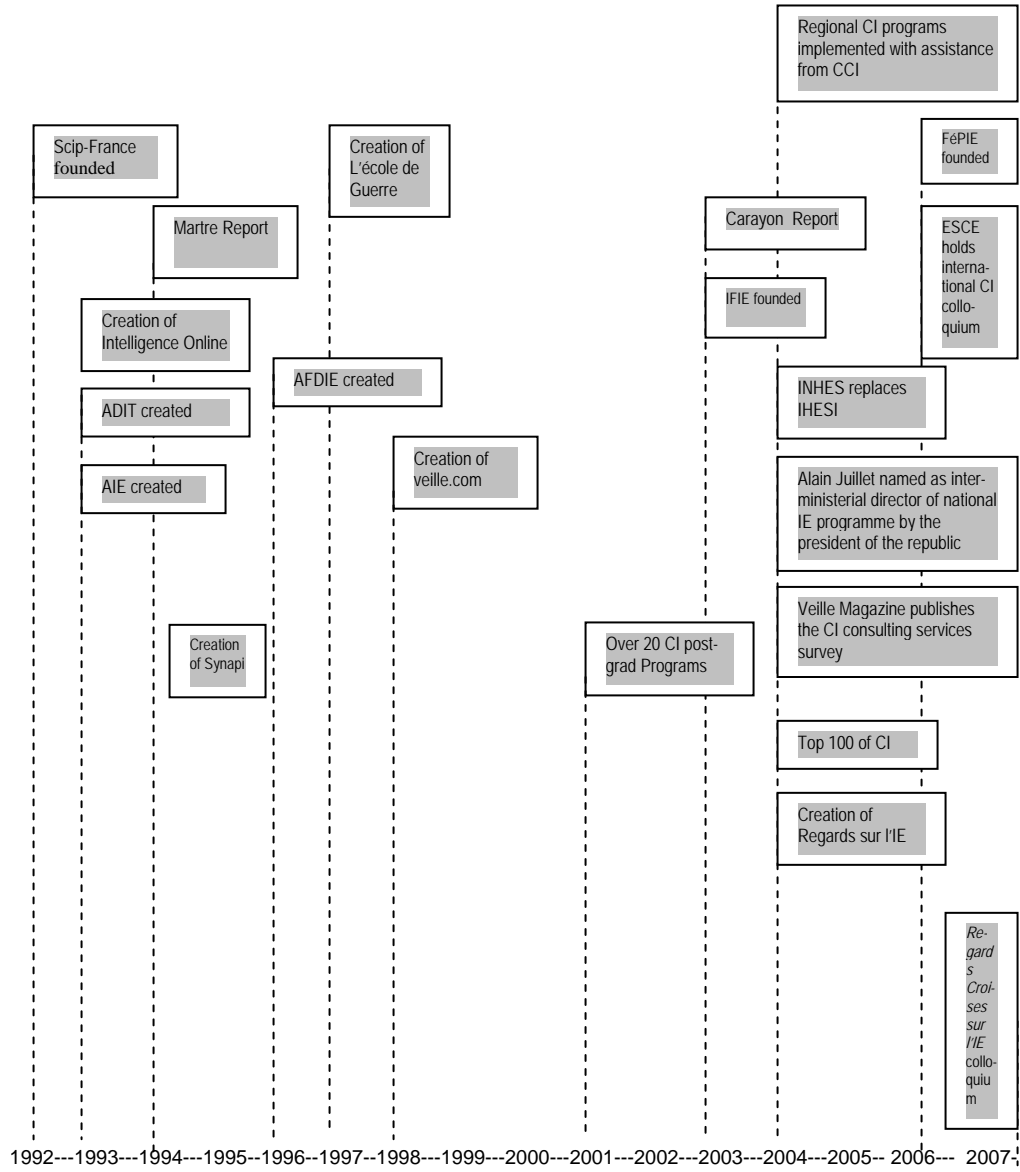 Regional CI programs
implemented with assistance
from CCI
Scip-France
founded
Creation of
L'école de
Guerre
FéPIE
founded
Martre Report
Carayon Report
ESCE
holds
interna-
tional CI
collo-
quium
Creation of
Intelligence Online
IFIE founded
AFDIE created
INHES replaces
IHESI
ADIT created
Creation of
veille.com
AIE created
Alain Juillet named as inter-
ministerial director of national
IE programme by the
president of the republic
Veille Magazine publishes
the CI consulting services
survey
Creation
of Synapi
Over 20 CI post-
grad Programs
Top 100 of CI
Creation of
Regards sur l'IE
Re-
gard
s
Croi-
ses
sur
l'IE
collo-
quiu
m
1992---1993---1994---1995---1996---1997---1998---1999---2000---2001---2002---2003---2004---2005-- 2006--- 2007-